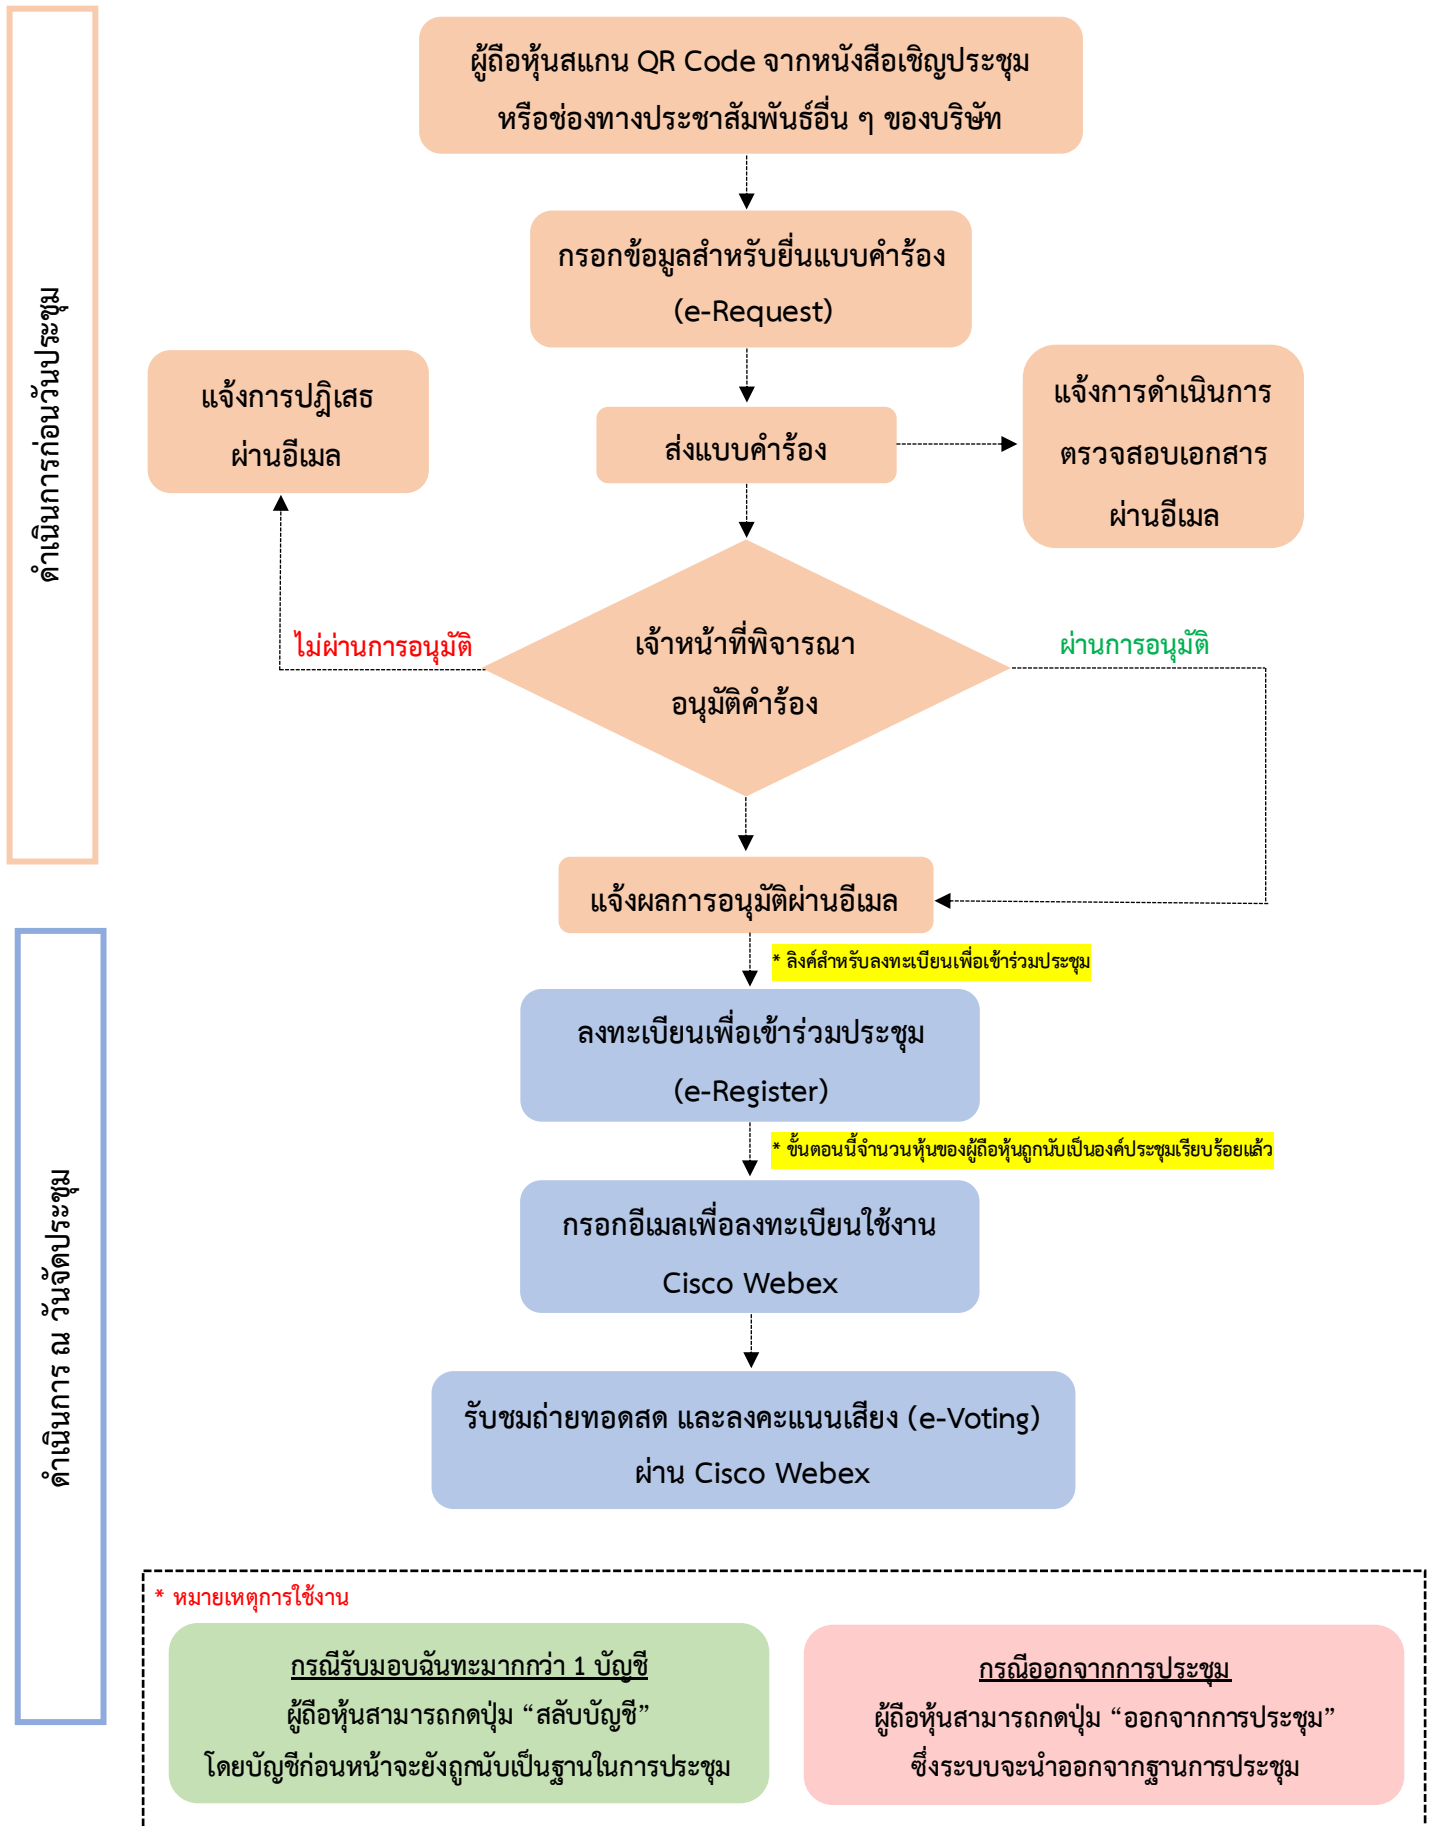 ดำเนินการก่อนวันประชุม
ผู้ถือหุ้นสแกน QR Code จากหนังสือเชิญประชุม
หรือช่องทางประชาสัมพันธ์อื่น ๆ ของบริษัท
กรอกข้อมูลสำหรับยื่นแบบคำร้อง
(e-Request)
แจ้งการปฎิเสธ
ผ่านอีเมล
ส่งแบบคำร้อง
แจ้งการดำเนินการ
ตรวจสอบเอกสาร
ผ่านอีเมล
ไม่ผ่านการอนุมัติ
เจ้าหน้าที่พิจารณา
อนุมัติคำร้อง
ผ่านการอนุมัติ
แจ้งผลการอนุมัติผ่านอีเมล
* ลิงค์สำหรับลงทะเบียนเพื่อเข้าร่วมประชุม
ดำเนินการ ณ วันจัดประชุม
ลงทะเบียนเพื่อเข้าร่วมประชุม
(e-Register)
* ขั้นตอนนี้จำนวนหุ้นของผู้ถือหุ้นถูกนับเป็นองค์ประชุมเรียบร้อยแล้ว
กรอกอีเมลเพื่อลงทะเบียนใช้งาน
Cisco Webex
รับชมถ่ายทอดสด และลงคะแนนเสียง (e-Voting)
ผ่าน Cisco Webex
* หมายเหตุการใช้งาน
กรณีรับมอบฉันทะมากกว่า 1 บัญชี
ผู้ถือหุ้นสามารถกดปุ่ม “สลับบัญชี”
โดยบัญชีก่อนหน้าจะยังถูกนับเป็นฐานในการประชุม
กรณีออกจากการประชุม
ผู้ถือหุ้นสามารถกดปุ่ม “ออกจากการประชุม”
ซึ่งระบบจะนำออกจากฐานการประชุม